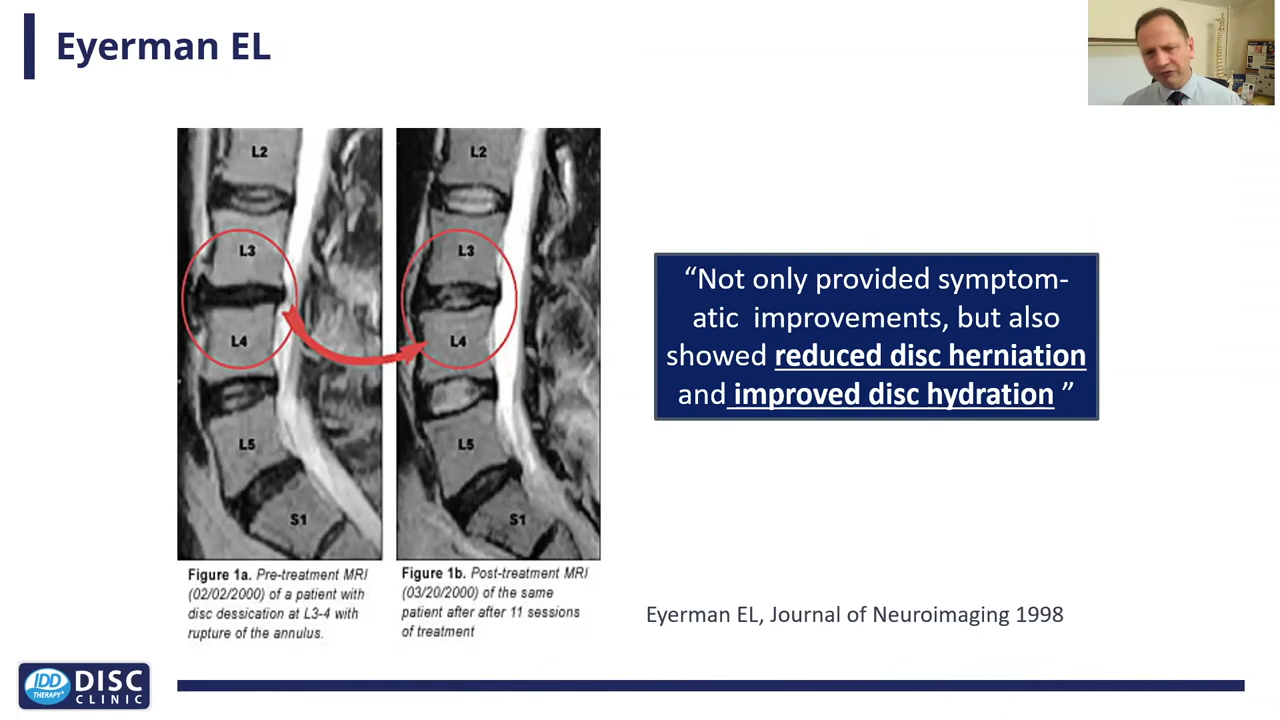 Eyerman EL
L2
L3
L4
L5
S1
L2
L3
L4
L5
S1
“Not only provided symptom-
atic improvements, but also
showed reduced disc herniation
and improved disc hydration ”
Figure 1a. Pre-treatment MRI
(02/02/2000) of a patient with
disc dessication at L3-4 with
rupture of the annulus.
Figure 1b. Post-treatment MRI
(03/20/2000) of the same
patient after after 11 sessions
of treatment
Eyerman EL, Journal of Neuroimaging 1998
IDD
THERAPY
DISC
CLINIC